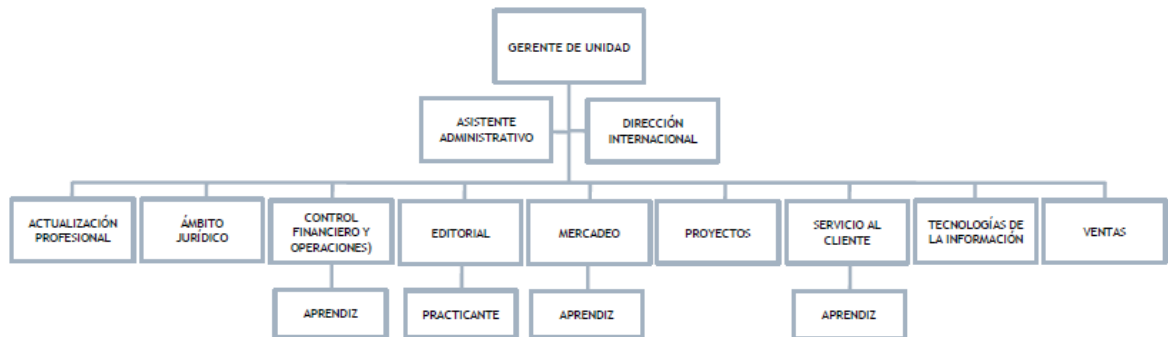 GERENTE DE UNIDAD
ASISTENTE
ADMINISTRATIVO
DIRECCIÓN
INTERNACIONAL
ACTUALIZACIÓN
PROFESIONAL
ÁMBITO
JURÍDICO
CONTROL
FINANCIERO Y
OPERACIONES)
EDITORIAL
MERCADEO
PROYECTOS
SERVICIO AL
CLIENTE
TECNOLOGÍAS DE
LA INFORMACIÓN
VENTAS
APRENDIZ
PRACTICANTE
APRENDIZ
APRENDIZ